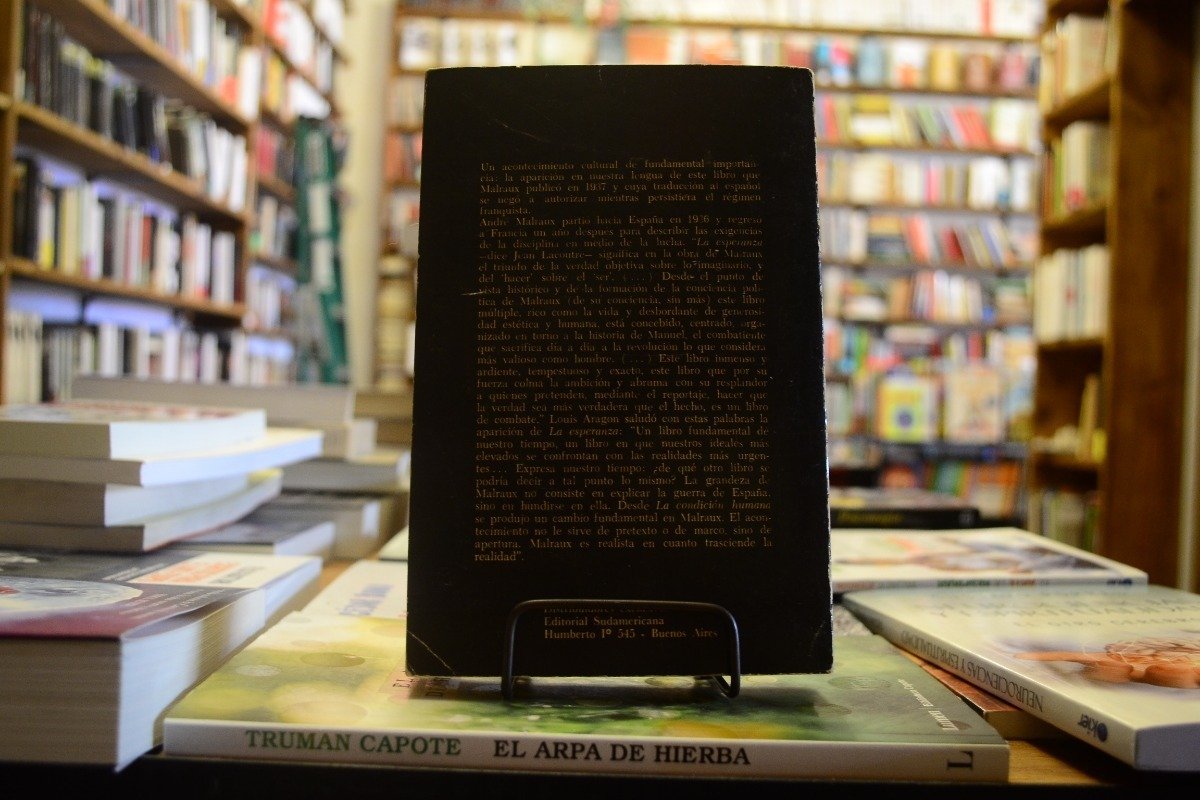 Un acontecimiento cultural de fundamental importan-
cia: la aparición en nuestra lengua de este libro que
Malraux publicó en 1937 y cuya traducción al español
se negó a autorizar mientras persistiera el régimen
franquista.
André Malraux partió hacia España en 1936 y regresó
a Francia un año después para describir las exigencias
de la disciplina en medio de la lucha. "La esperanza
—dice Jean Lacouture— significa en la obra de Malraux
el triunfo de la verdad objetiva sobre lo imaginario, y
del 'hacer' sobre el 'ser'. (...) Desde el punto de
vista histórico y de la formación de la conciencia polí-
tica de Malraux (de su conciencia, sin más) este libro
múltiple, rico como la vida y desbordante de generosi-
dad estética y humana, está concebido, centrado, orga-
nizado en torno a la historia de Manuel, el combatiente
que sacrifica día a día a la revolución lo que considera
más valioso como hombre. (...) Este libro inmenso y
ardiente, tempestuoso y exacto, este libro que por su
fuerza colma la ambición y abruma con su resplandor
a quienes pretenden, mediante el reportaje, hacer que
la verdad sea más verdadera que el hecho, es un libro
de combate." Louis Aragon saludó con estas palabras la
aparición de La esperanza: "Un libro fundamental de
nuestro tiempo, un libro en que nuestros ideales más
elevados se confrontan con las realidades más urgen-
tes... Expresa nuestro tiempo: ¿de qué otro libro se
podría decir a tal punto lo mismo? La grandeza de
Malraux no consiste en explicar la guerra de España,
sino en hundirse en ella. Desde La condición humana
se produjo un cambio fundamental en Malraux. El acon-
tecimiento no le sirve de pretexto o de marco, sino de
apertura. Malraux es realista en cuanto trasciende la
realidad".
Editorial Sudamericana
Humberto Iº 545 - Buenos Aires
TRUMAN CAPOTE EL ARPA DE HIERBA L
NEUROCIENCIAS Y ESPIRITUALIDAD
kier